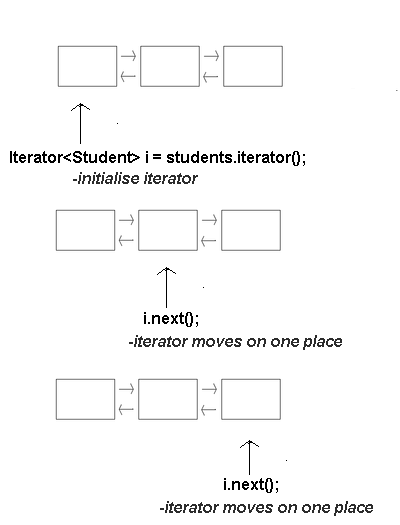 Iterator<Student> i = students.iterator();
-initialise iterator
i.next();
-iterator moves on one place
i.next();
-iterator moves on one place